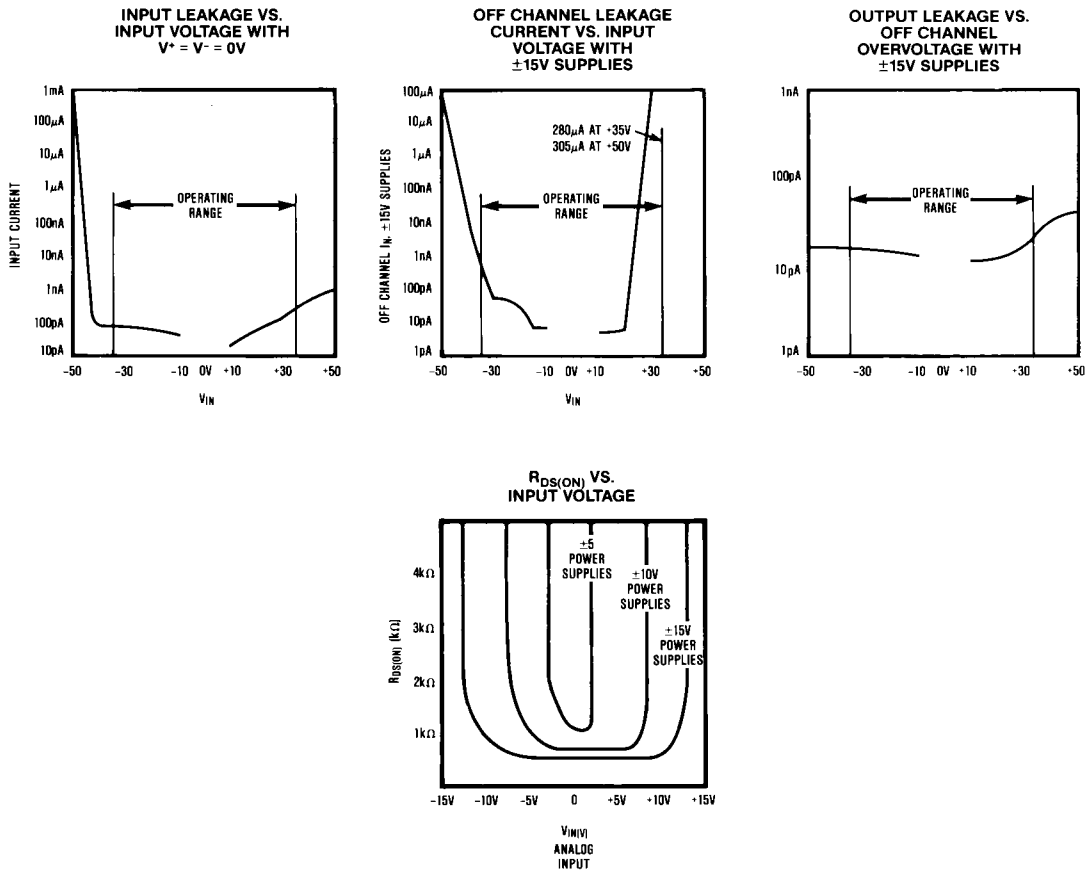 INPUT LEAKAGE VS.
INPUT VOLTAGE WITH
V⁺ = V⁻ = 0V
1mA
100μA
10μA
1μA
100nA
10nA
1nA
100pA
10pA
INPUT CURRENT
OPERATING
RANGE
-50 -30 -10 0V +10 +30 +50
VIN
OFF CHANNEL LEAKAGE
CURRENT VS. INPUT
VOLTAGE WITH
±15V SUPPLIES
100μA
10μA
1μA
100nA
10nA
1nA
100pA
10pA
1pA
OFF CHANNEL IN, ±15V SUPPLIES
280μA AT +35V
305μA AT +50V
OPERATING
RANGE
-50 -30 -10 0V +10 +30 +50
VIN
OUTPUT LEAKAGE VS.
OFF CHANNEL
OVERVOLTAGE WITH
±15V SUPPLIES
1nA
100pA
10pA
1pA
OPERATING
RANGE
-50 -30 -10 0V +10 +30 +50
RDS(ON) VS.
INPUT VOLTAGE
4kΩ
3kΩ
2kΩ
1kΩ
RDS(ON) (kΩ)
±5
POWER
SUPPLIES
±10V
POWER
SUPPLIES
±15V
POWER
SUPPLIES
-15V -10V -5V 0 +5V +10V +15V
VIN(V)
ANALOG
INPUT